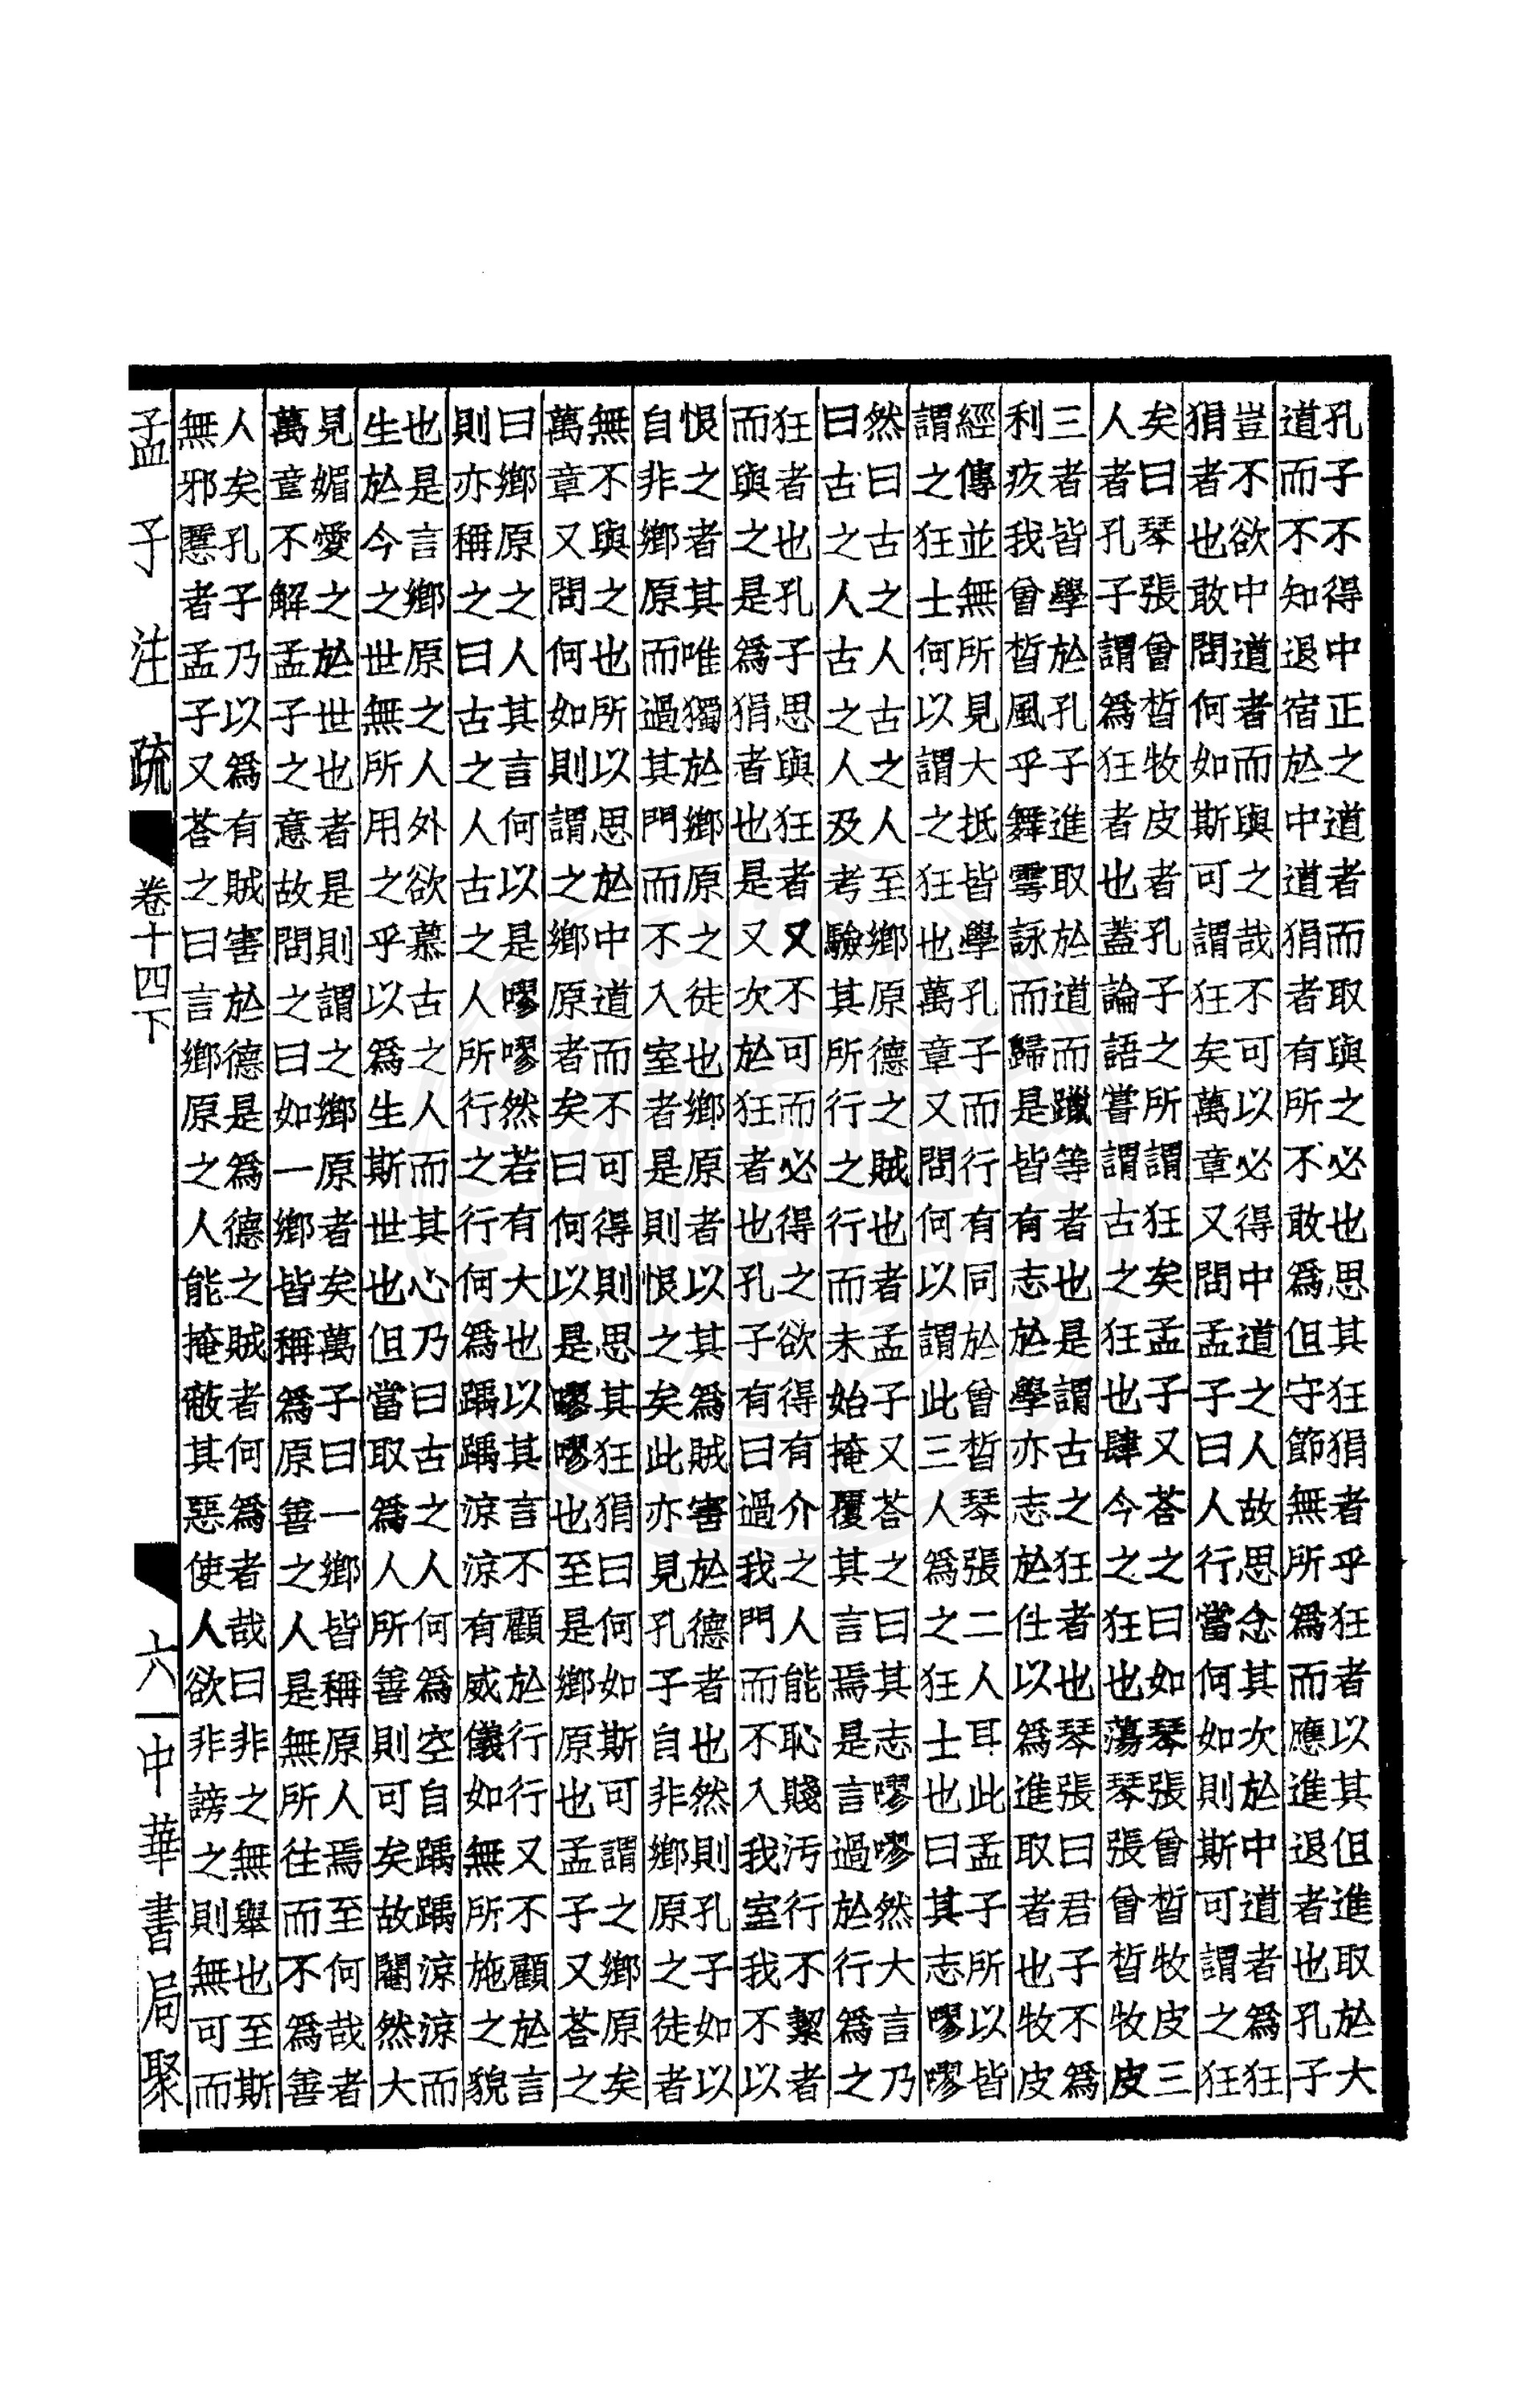 孔子不得中正之道者而取與之必也思其狂狷者乎狂者以其但進取於大
道而不知退宿於中道狷者有所不敢爲但守節無所爲而應進退者也孔子
豈不欲中道者而與之哉不可以必得中道之人故思念其次於中道者爲狂
狷者也敢問何如斯可謂狂矣萬章又問孟子曰人行當何如則斯可謂之狂
矣曰琴張曾晳牧皮者孔子之所謂狂矣孟子又荅之曰如琴張曾晳牧皮三
人者孔子謂爲狂者也蓋論語嘗謂古之狂也肆今之狂也蕩琴張曾晳牧皮
三者皆學於孔子進取於道而躐等者也是謂古之狂者也琴張曰君子不爲
利疚我曾晳風乎舞雩詠而歸是皆有志於學亦志於仕以爲進取者也牧皮
經傳並無所見大抵皆學孔子而行有同於曾晳琴張二人耳此孟子所以皆
謂之狂士何以謂之狂也萬章又問何以謂此三人爲之狂士也曰其志嘐嘐
然曰古之人古之人至鄉原德之賊也者孟子又荅之曰其志嘐嘐然大言乃
曰古之人古之人及考驗其所行之行而未始掩覆其言焉是言過於行爲之
狂者也孔子思與狂者又不可而必得之欲得有介之人能恥賤汚行不絜者
而與之是爲狷者也是又次於狂者也孔子有曰過我門而不入我室我不以
恨之者其唯獨於鄉原之徒也鄉原者以其爲賊害於德者也然則孔子如以
自非鄉原而過其門而不入室者是則恨之矣此亦見孔子自非鄉原之徒者
無不與之也所以思於中道而不可得則思其狂狷曰何如斯可謂之鄉原矣
萬章又問何如則謂之鄉原者矣曰何以是嘐嘐也至是鄉原也孟子又荅之
曰鄉原之人其言何以是嘐嘐然若有大也以其言不顧於行行又不顧於言
則亦稱之曰古之人古之人所行之行何爲踽踽涼涼有威儀如無所施之貌
也是言鄉原之人外欲慕古之人而其心乃曰古之人何爲空自踽踽涼涼而
生於今之世無所用之乎以爲生斯世也但當取爲人所善則可矣故閹然大
見媚愛之於世也者是則謂之鄉原者矣萬子曰一鄉皆稱原人焉至何哉者
萬章不解孟子之意故問之曰如一鄉皆稱爲原善之人是無所往而不爲善
人矣孔子乃以爲有賊害於德是爲德之賊者何爲者哉曰非之無舉也至斯
無邪慝者孟子又荅之曰言鄉原之人能掩蔽其惡使人欲非謗之則無可而
孟子注疏 卷十四下 六 中華書局聚